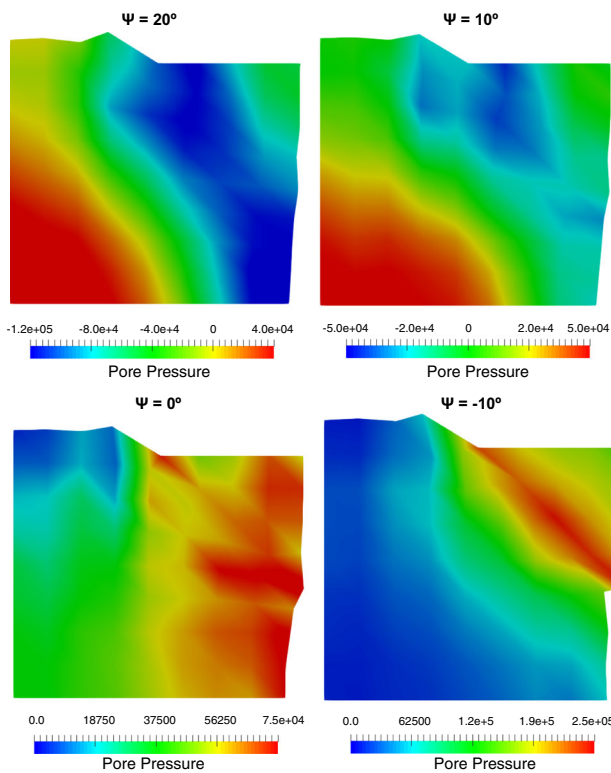 Ψ = 20º
Ψ = 10º
-1.2e+05 -8.0e+4 -4.0e+4 0 4.0e+04
-5.0e+04 -2.0e+4 0 2.0e+4 5.0e+04
Pore Pressure
Pore Pressure
Ψ = 0º
Ψ = -10º
0.0 18750 37500 56250 7.5e+04
0.0 62500 1.2e+5 1.9e+5 2.5e+05
Pore Pressure
Pore Pressure